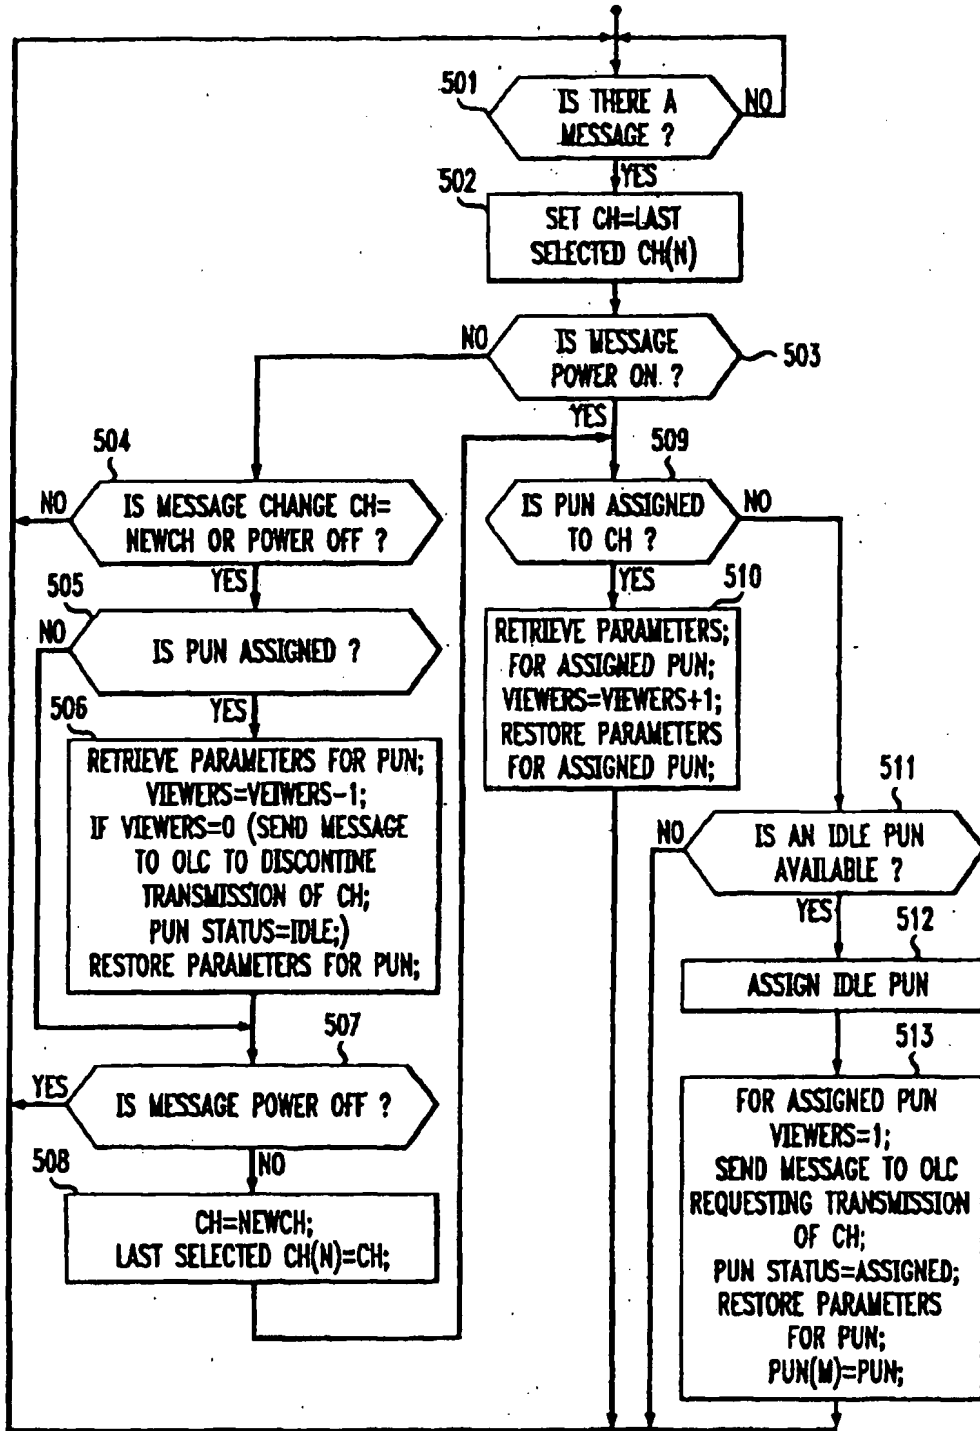 501
IS THERE A
MESSAGE ?
NO
YES
502
SET CH=LAST
SELECTED CH(N)
NO
IS MESSAGE
POWER ON ?
503
YES
504
NO
IS MESSAGE CHANGE CH=
NEWCH OR POWER OFF ?
YES
505
NO
IS PUN ASSIGNED ?
YES
506
RETRIEVE PARAMETERS FOR PUN;
VIEWERS=VEIWERS-1;
IF VIEWERS=0 (SEND MESSAGE
TO OLC TO DISCONTINE
TRANSMISSION OF CH;
PUN STATUS=IDLE;)
RESTORE PARAMETERS FOR PUN;
507
YES
IS MESSAGE POWER OFF ?
NO
508
CH=NEWCH;
LAST SELECTED CH(N)=CH;
509
IS PUN ASSIGNED
TO CH ?
NO
YES
510
RETRIEVE PARAMETERS;
FOR ASSIGNED PUN;
VIEWERS=VIEWERS+1;
RESTORE PARAMETERS
FOR ASSIGNED PUN;
511
NO
IS AN IDLE PUN
AVAILABLE ?
YES
512
ASSIGN IDLE PUN
513
FOR ASSIGNED PUN
VIEWERS=1;
SEND MESSAGE TO OLC
REQUESTING TRANSMISSION
OF CH;
PUN STATUS=ASSIGNED;
RESTORE PARAMETERS
FOR PUN;
PUN(M)=PUN;